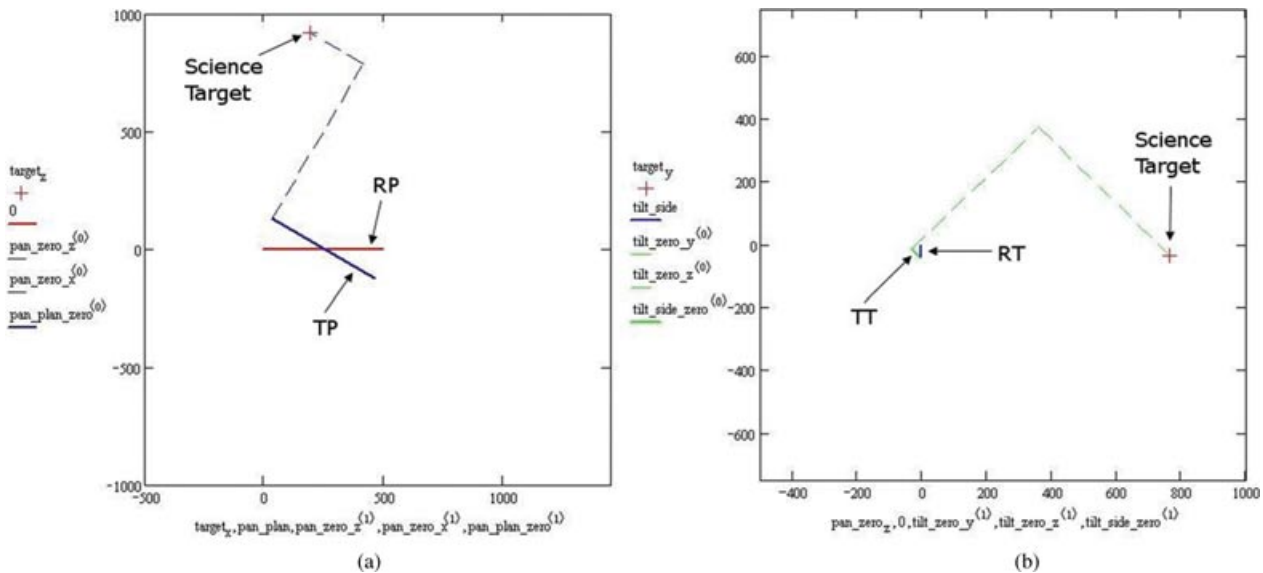 1000
500
0
−500
−1000
−500
0
500
1000
Science
Target
RP
TP
target_z
0
pan_zero_z⟨0⟩
pan_zero_x⟨0⟩
pan_plan_zero⟨0⟩
target_x,pan_plan,pan_zero_z⟨1⟩,pan_zero_x⟨1⟩,pan_plan_zero⟨1⟩
(a)
600
400
200
0
−200
−400
−600
−400
−200
0
200
400
600
800
1000
Science
Target
RT
TT
target_y
tilt_side
tilt_zero_y⟨0⟩
tilt_zero_z⟨0⟩
tilt_side_zero⟨0⟩
pan_zero_z,0,tilt_zero_y⟨1⟩,tilt_zero_z⟨1⟩,tilt_side_zero⟨1⟩
(b)